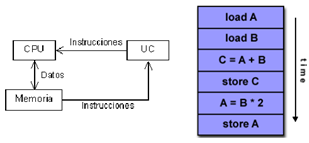 Instrucciones
CPU
UC
Datos
Memoria
Instrucciones
load A
load B
C = A + B
store C
A = B * 2
store A
time